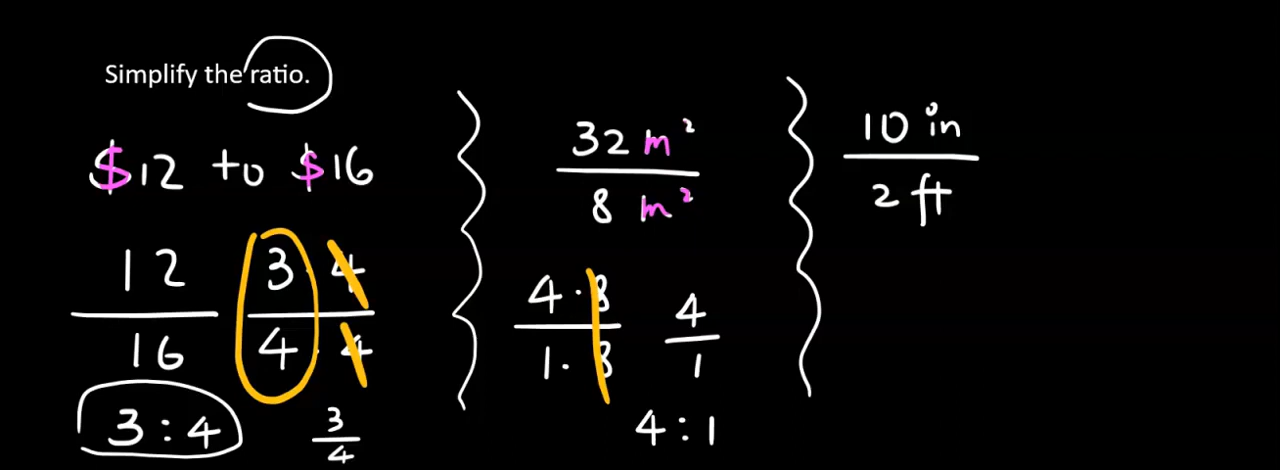 Simplify the ratio.
$12 to $16
12 / 16
3 · 4 / 4 · 4
3 : 4
3 / 4
32 m² / 8 m²
4 · 8 / 1 · 8
4 / 1
4 : 1
10 in / 2 ft